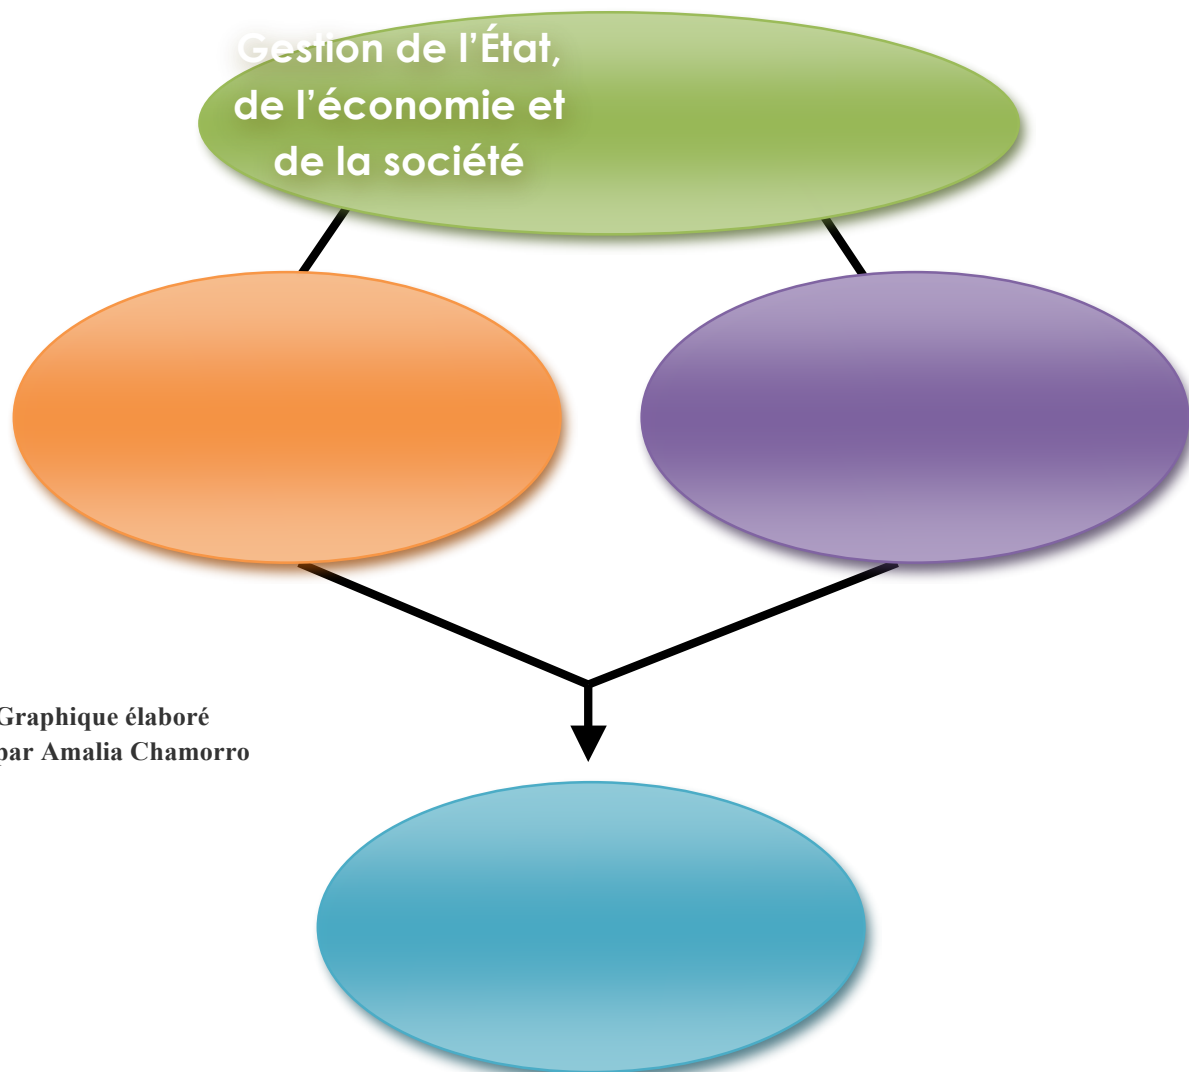 Gestion de l’État,
de l’économie et
de la société
Graphique élaboré
par Amalia Chamorro